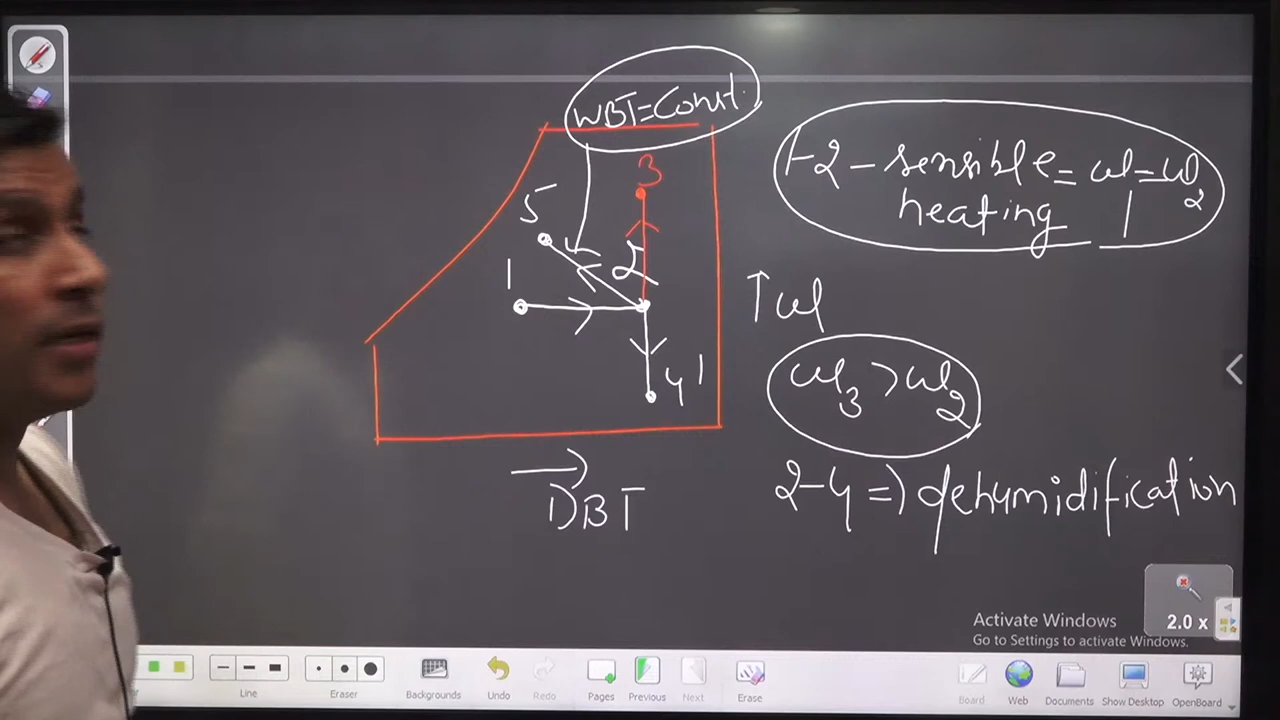 WBT=Const.
1-2-sensible=ω1=ω2
heating
3
5
2
1
4
↑ω
ω3>ω2
→
DBT
2-4=)dehumidification
Activate Windows
Go to Settings to activate Windows.
2.0 x
Line
Eraser
Backgrounds
Undo
Redo
Pages
Previous
Next
Erase
Board
Web
Documents
Show Desktop
OpenBoard